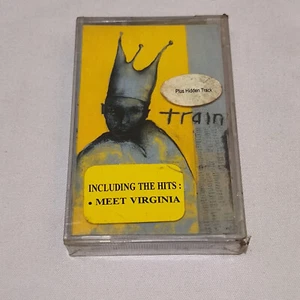 Plus Hidden Track
train
INCLUDING THE HITS :
• MEET VIRGINIA